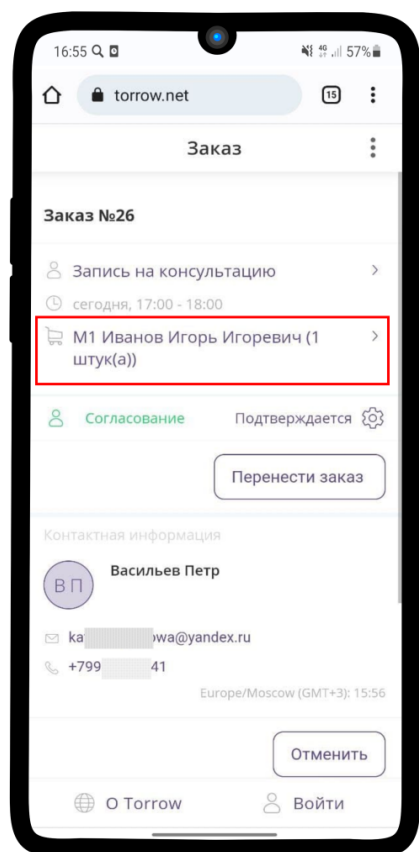 16:55
4G 57%
torrow.net 15
Заказ
Заказ №26
Запись на консультацию
сегодня, 17:00 - 18:00
М1 Иванов Игорь Игоревич (1
штук(а))
Согласование Подтверждается
Перенести заказ
Контактная информация
ВП Васильев Петр
ka wa@yandex.ru
+799 41
Europe/Moscow (GMT+3): 15:56
Отменить
О Torrow Войти